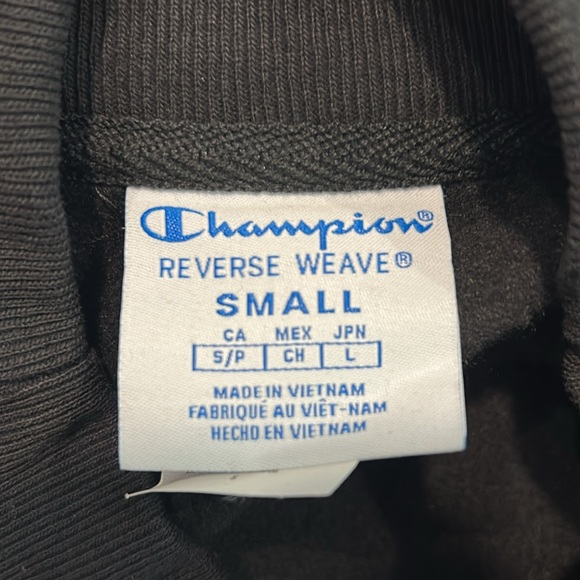 Champion®
REVERSE WEAVE®
SMALL
CA MEX JPN
S/P CH L
MADE IN VIETNAM
FABRIQUÉ AU VIÊT-NAM
HECHO EN VIETNAM